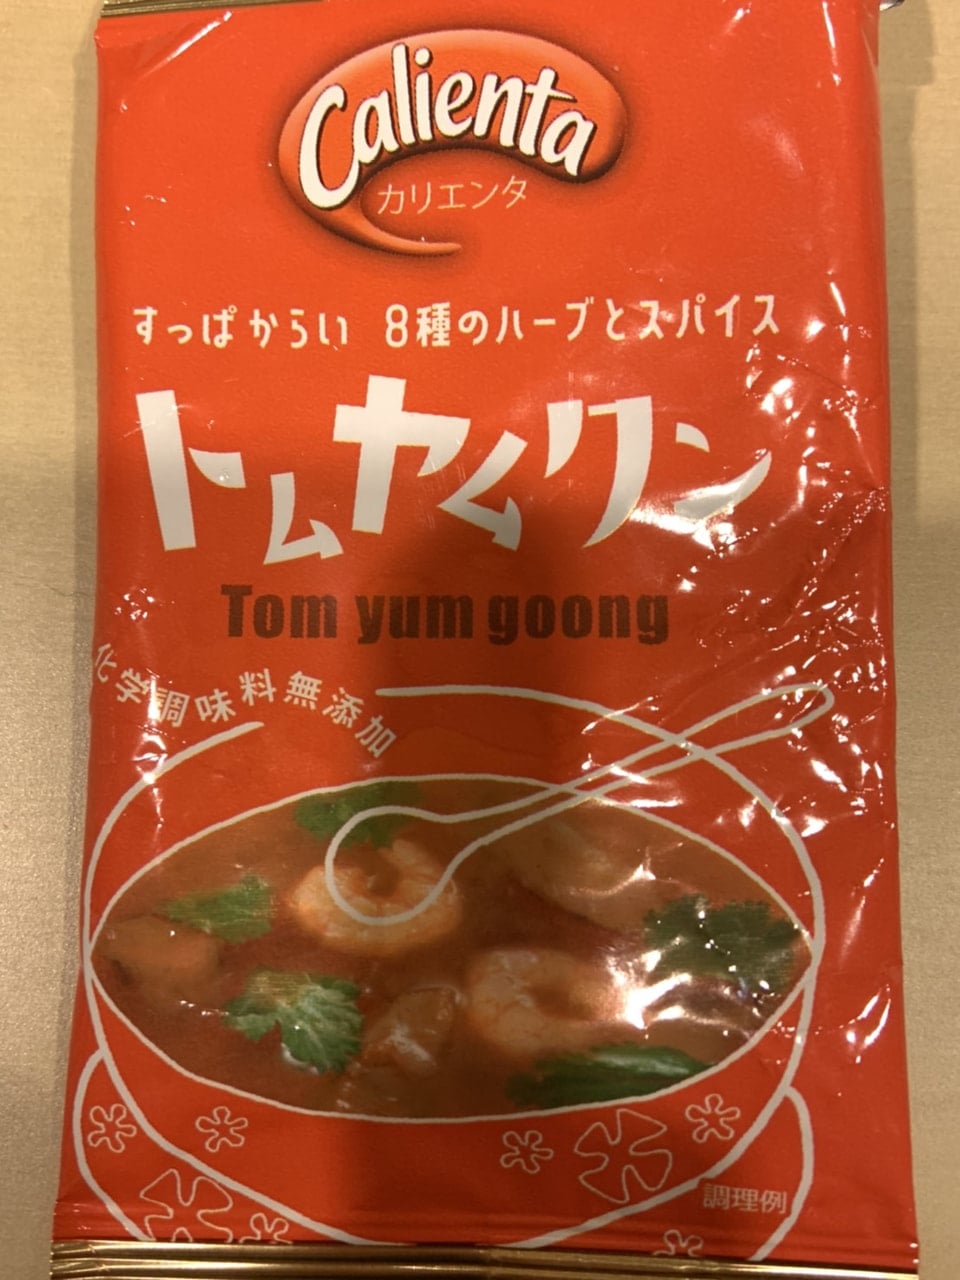 Calienta
カリエンタ
すっぱからい 8種のハーブとスパイス
トムヤムクン
Tom yum goong
化学調味料無添加
調理例